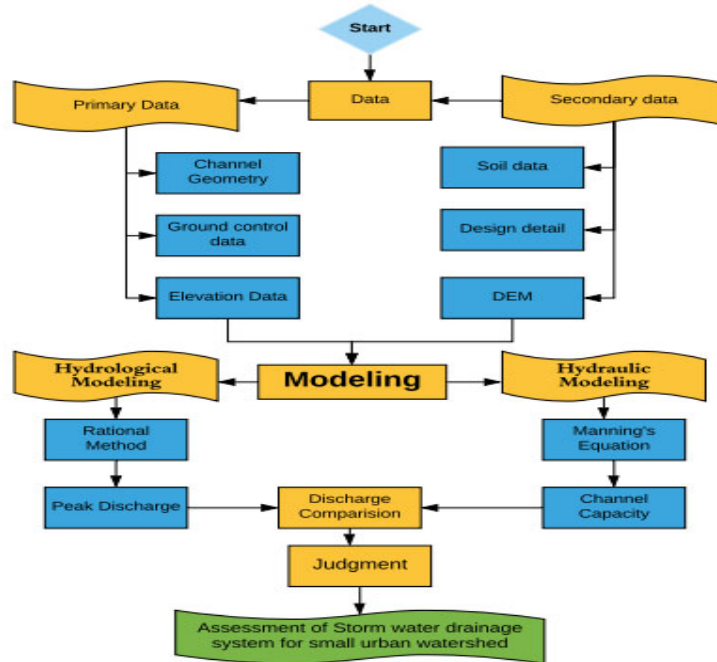 Start
Primary Data
Data
Secondary data
Channel
Geometry
Soil data
Ground control
data
Design detail
Elevation Data
DEM
Hydrological
Modeling
Modeling
Hydraulic
Modeling
Rational
Method
Manning's
Equation
Peak Discharge
Discharge
Comparision
Channel
Capacity
Judgment
Assessment of Storm water drainage
system for small urban watershed